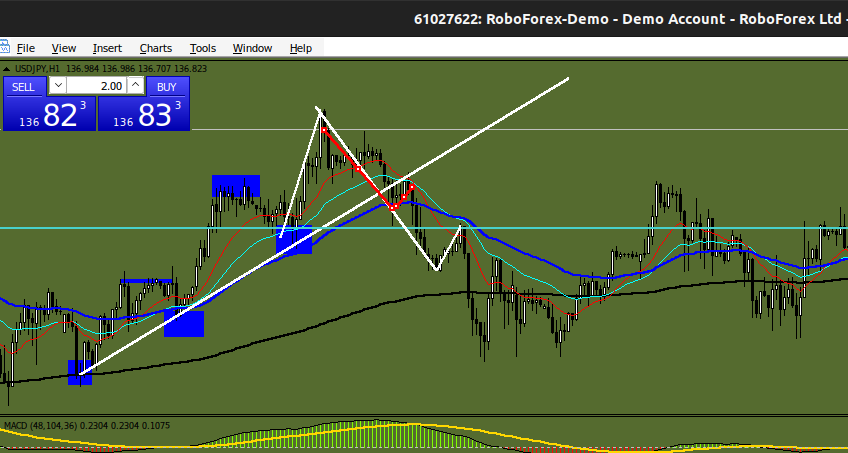 61027622: RoboForex-Demo - Demo Account - RoboForex Ltd -
File View Insert Charts Tools Window Help
USDJPY,H1 136.984 136.986 136.707 136.823
SELL 2.00 BUY
136 82 3 136 83 3
MACD (48,104,36) 0.2304 0.2304 0.1075